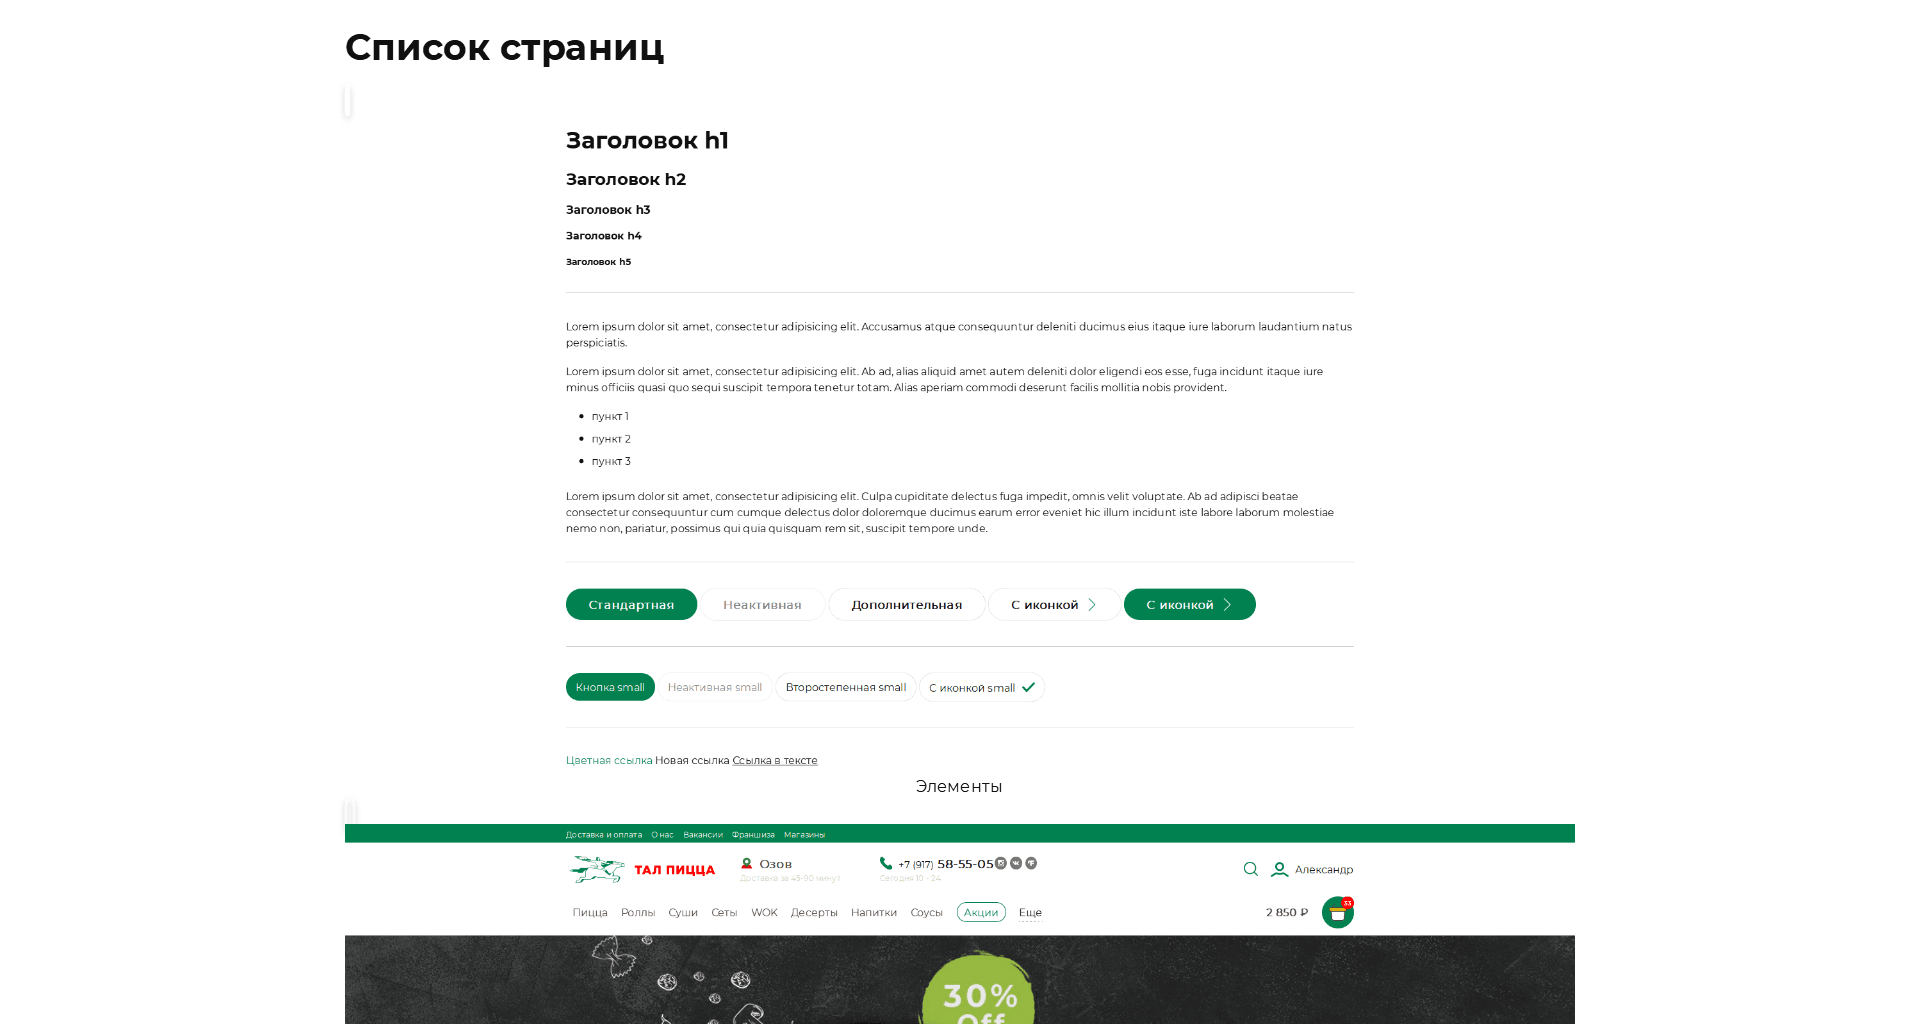 Список страниц
Заголовок h1
Заголовок h2
Заголовок h3
Заголовок h4
Заголовок h5
Lorem ipsum dolor sit amet, consectetur adipisicing elit. Accusamus atque consequuntur deleniti ducimus eius itaque iure laborum laudantium natus
perspiciatis.
Lorem ipsum dolor sit amet, consectetur adipisicing elit. Ab ad, alias aliquid amet autem deleniti dolor eligendi eos esse, fuga incidunt itaque iure
minus officiis quasi quo sequi suscipit tempora tenetur totam. Alias aperiam commodi deserunt facilis mollitia nobis provident.
пункт 1
пункт 2
пункт 3
Lorem ipsum dolor sit amet, consectetur adipisicing elit. Culpa cupiditate delectus fuga impedit, omnis velit voluptate. Ab ad adipisci beatae
consectetur consequuntur cum cumque delectus dolor doloremque ducimus earum error eveniet hic illum incidunt iste labore laborum molestiae
nemo non, pariatur, possimus qui quia quisquam rem sit, suscipit tempore unde.
Стандартная Неактивная Дополнительная С иконкой С иконкой
Кнопка small Неактивная small Второстепенная small С иконкой small
Цветная ссылка Новая ссылка Ссылка в тексте
Элементы
Доставка и оплата О нас Вакансии Франшиза Магазины
ТАЛ ПИЦЦА Озов +7 (917) 58-55-05 Александр
Доставка за 45-90 минут Сегодня 10 - 24
Пицца Роллы Суши Сеты WOK Десерты Напитки Соусы Акции Еще 2 850 ₽ 33
30%
Off